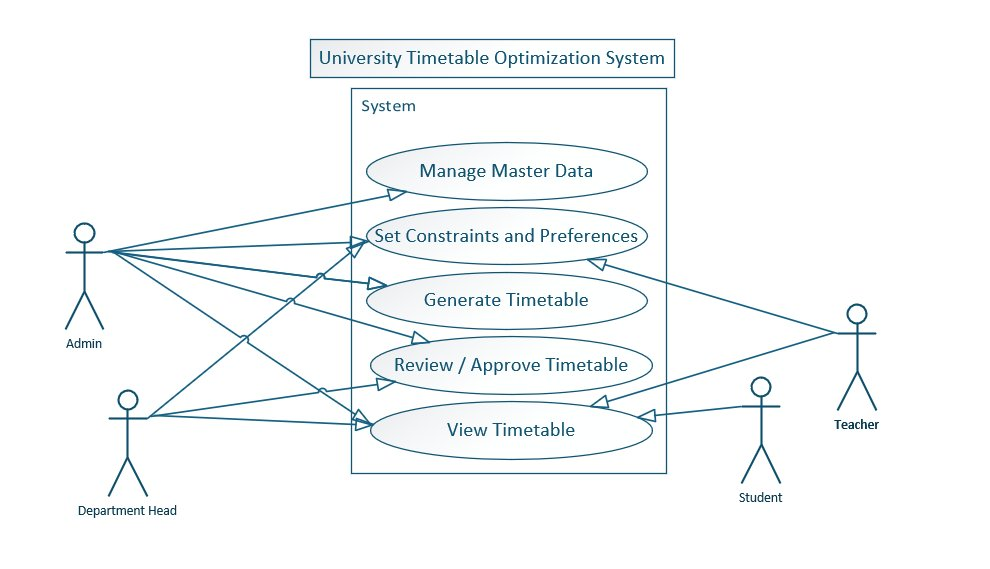 University Timetable Optimization System
System
Manage Master Data
Set Constraints and Preferences
Generate Timetable
Review / Approve Timetable
View Timetable
Admin
Department Head
Teacher
Student